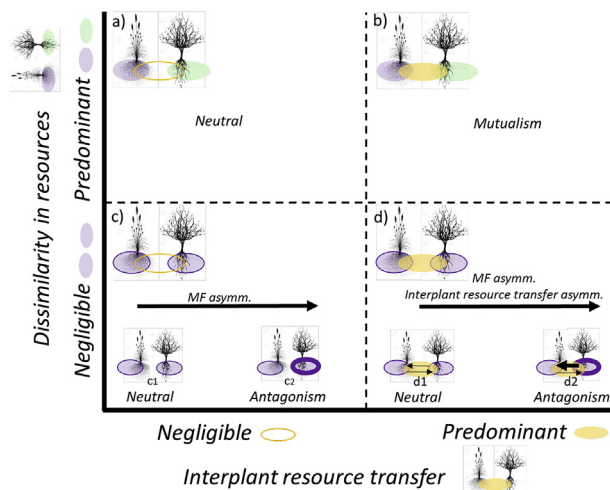 a)
b)
Neutral
Mutualism
Dissimilarity in resources
Predominant
Negligible
c)
d)
MF asymm.
MF asymm.
Interplant resource transfer asymm.
c1
c2
d1
d2
Neutral
Antagonism
Neutral
Antagonism
Negligible
Predominant
Interplant resource transfer